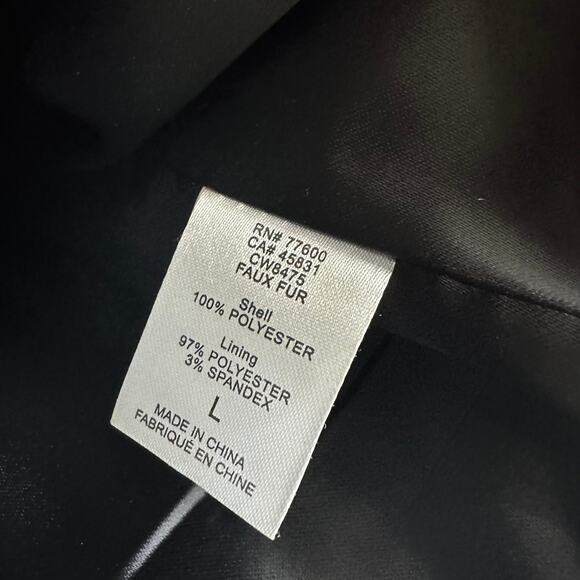 RN# 77600
CA# 45831
CW8475
FAUX FUR
Shell
100% POLYESTER
Lining
97% POLYESTER
3% SPANDEX
L
MADE IN CHINA
FABRIQUÉ EN CHINE